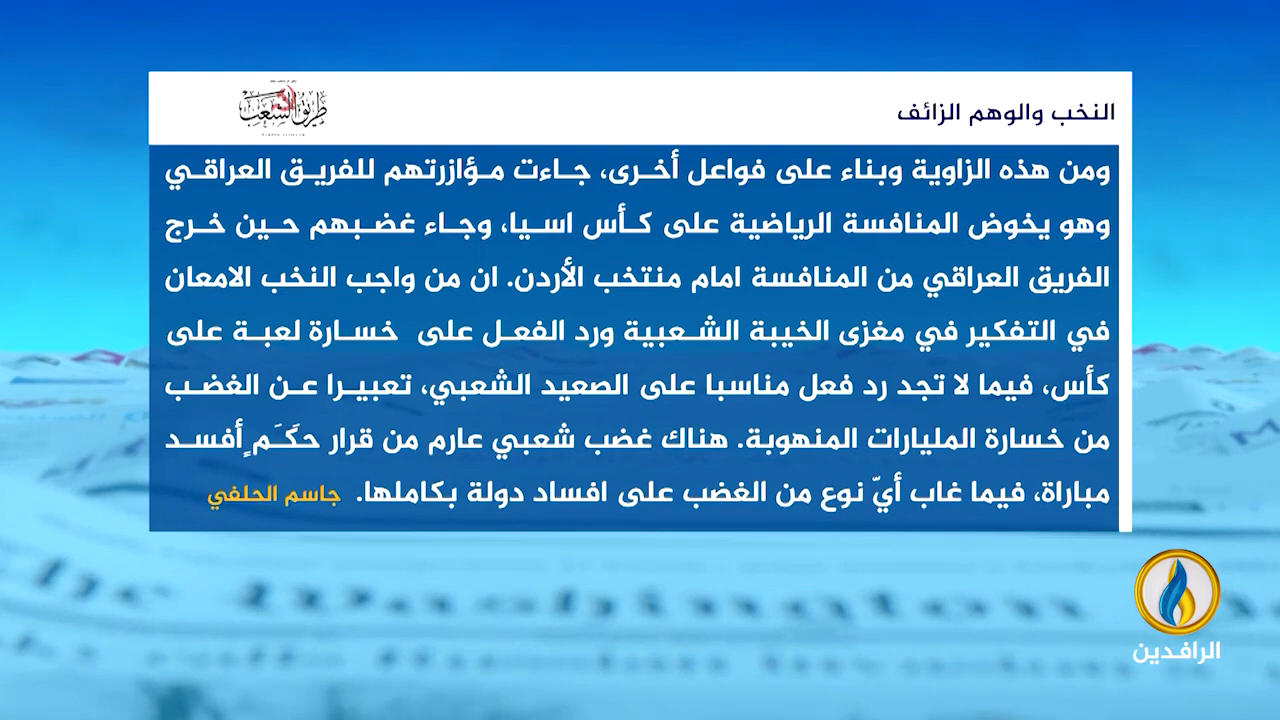 النخب والوهم الزائف
طريق الشعب
ومن هذه الزاوية وبناء على فواعل أخرى، جاءت مؤازرتهم للفريق العراقي
وهو يخوض المنافسة الرياضية على كأس اسيا، وجاء غضبهم حين خرج
الفريق العراقي من المنافسة امام منتخب الأردن. ان من واجب النخب الامعان
في التفكير في مغزى الخيبة الشعبية ورد الفعل على خسارة لعبة على
كأس، فيما لا تجد رد فعل مناسبا على الصعيد الشعبي، تعبيرا عن الغضب
من خسارة المليارات المنهوبة. هناك غضب شعبي عارم من قرار حكَمٍ أفسد
مباراة، فيما غاب أيّ نوع من الغضب على افساد دولة بكاملها. جاسم الحلفي
the Washington
الرافدين